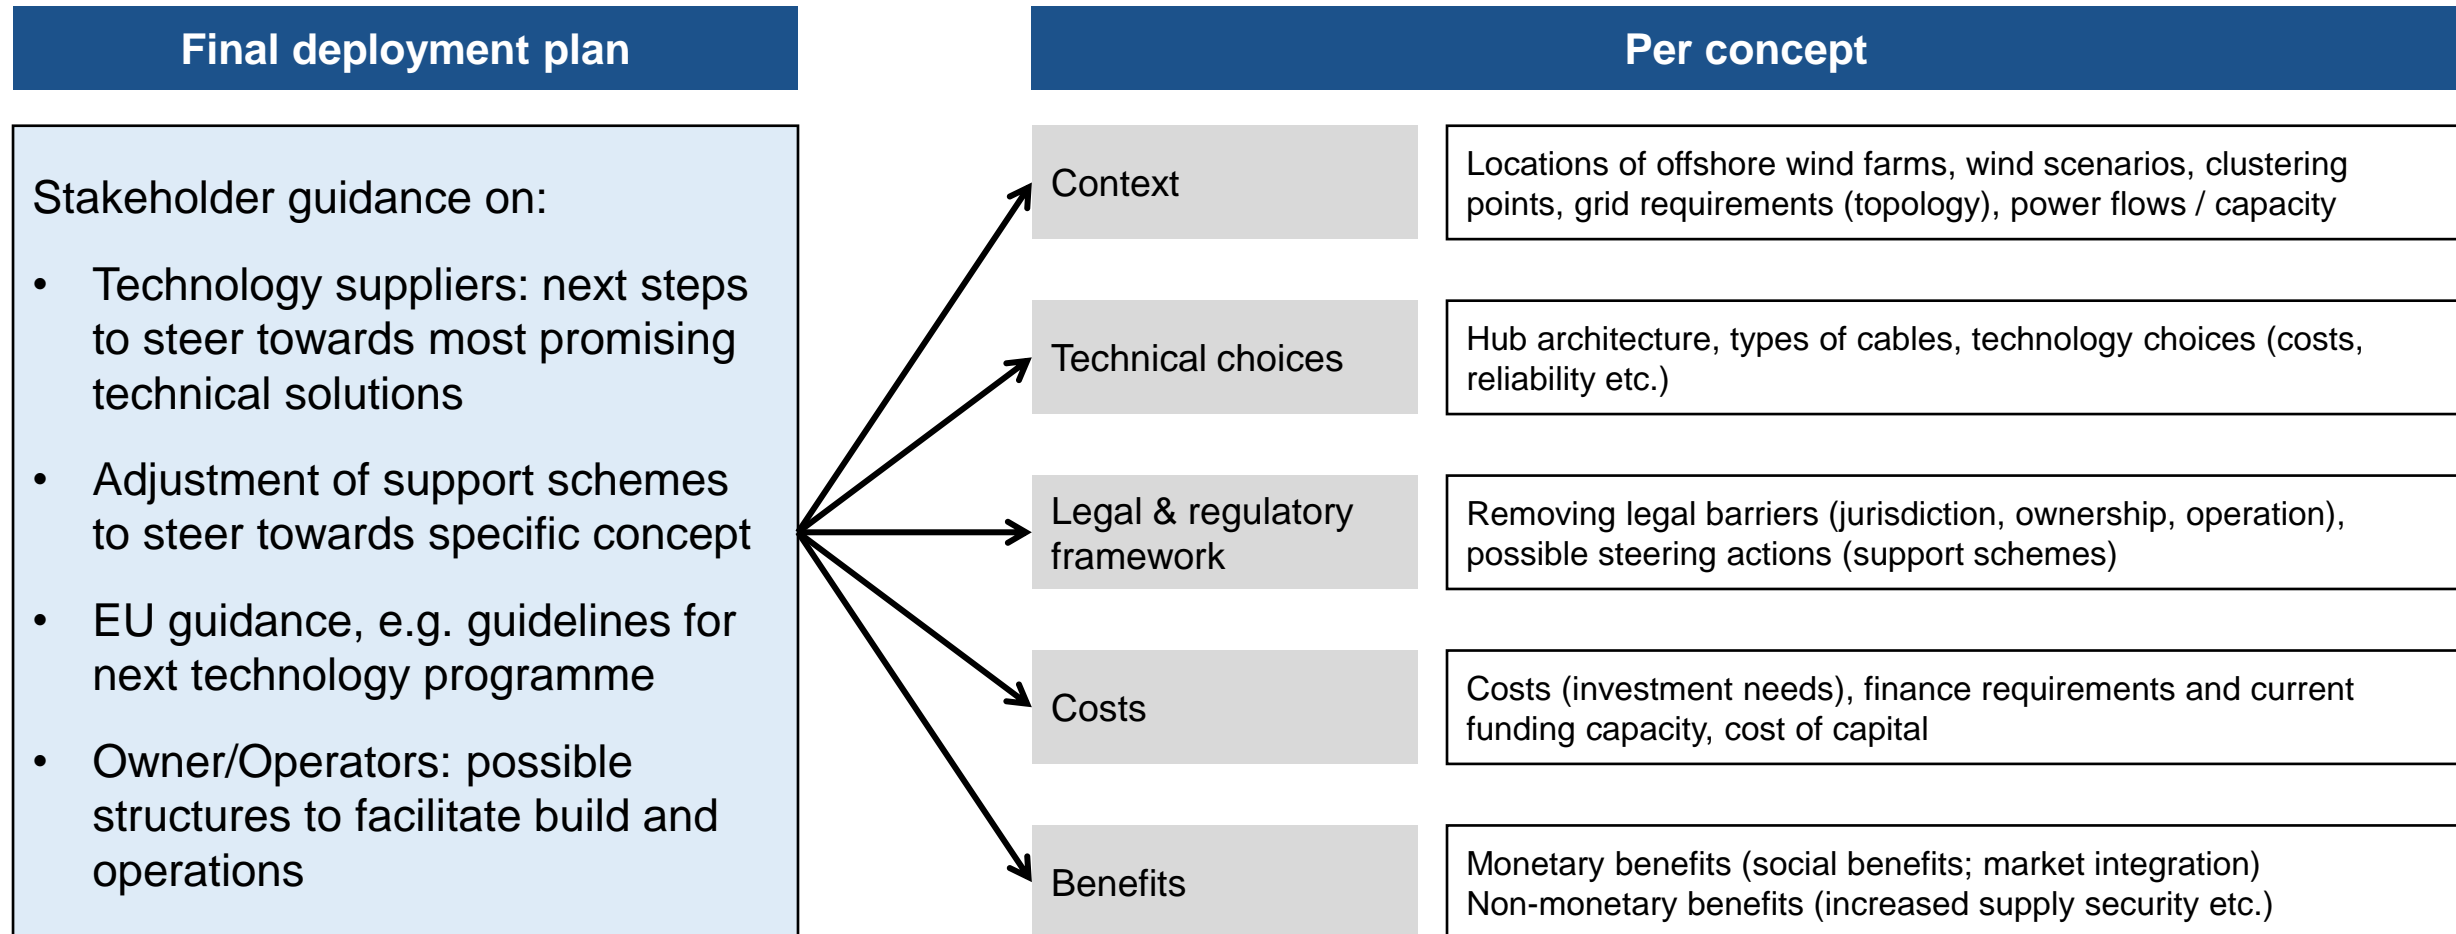 Final deployment plan
Stakeholder guidance on:
• Technology suppliers: next steps
to steer towards most promising
technical solutions
• Adjustment of support schemes
to steer towards specific concept
• EU guidance, e.g. guidelines for
next technology programme
• Owner/Operators: possible
structures to facilitate build and
operations
Per concept
Context
Locations of offshore wind farms, wind scenarios, clustering
points, grid requirements (topology), power flows / capacity
Technical choices
Hub architecture, types of cables, technology choices (costs,
reliability etc.)
Legal & regulatory
framework
Removing legal barriers (jurisdiction, ownership, operation),
possible steering actions (support schemes)
Costs
Costs (investment needs), finance requirements and current
funding capacity, cost of capital
Benefits
Monetary benefits (social benefits; market integration)
Non-monetary benefits (increased supply security etc.)